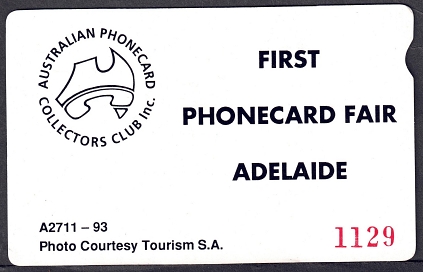 AUSTRALIAN PHONECARD
COLLECTORS CLUB Inc.
FIRST
PHONECARD FAIR
ADELAIDE
A2711 – 93
Photo Courtesy Tourism S.A.
1129